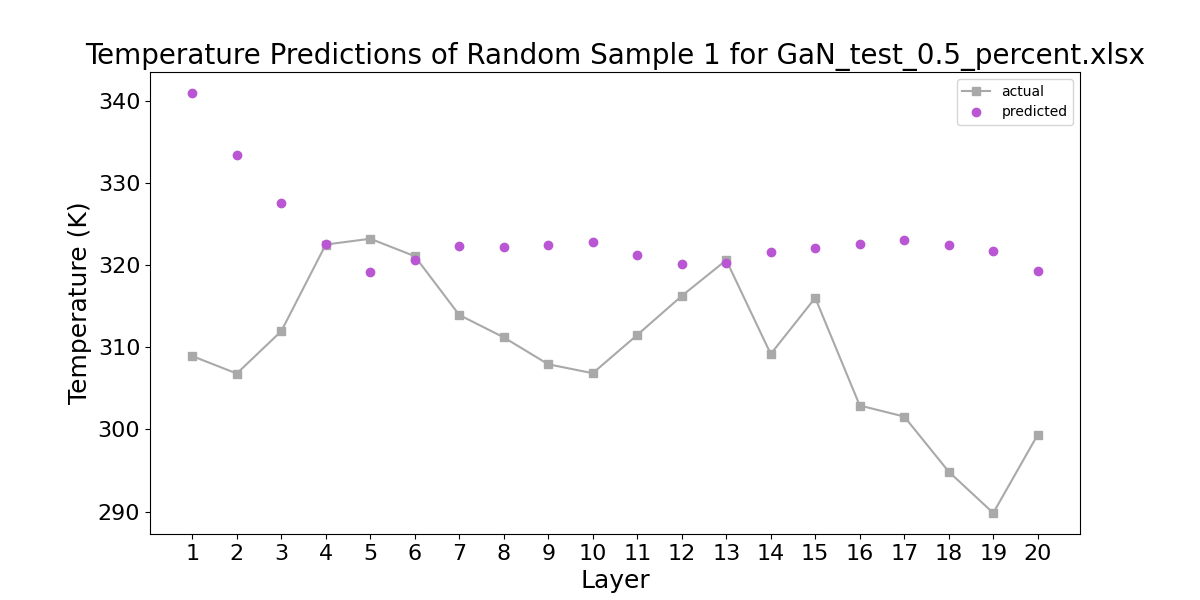 Temperature Predictions of Random Sample 1 for GaN_test_0.5_percent.xlsx
actual
predicted
340
330
320
310
300
290
Temperature (K)
1 2 3 4 5 6 7 8 9 10 11 12 13 14 15 16 17 18 19 20
Layer